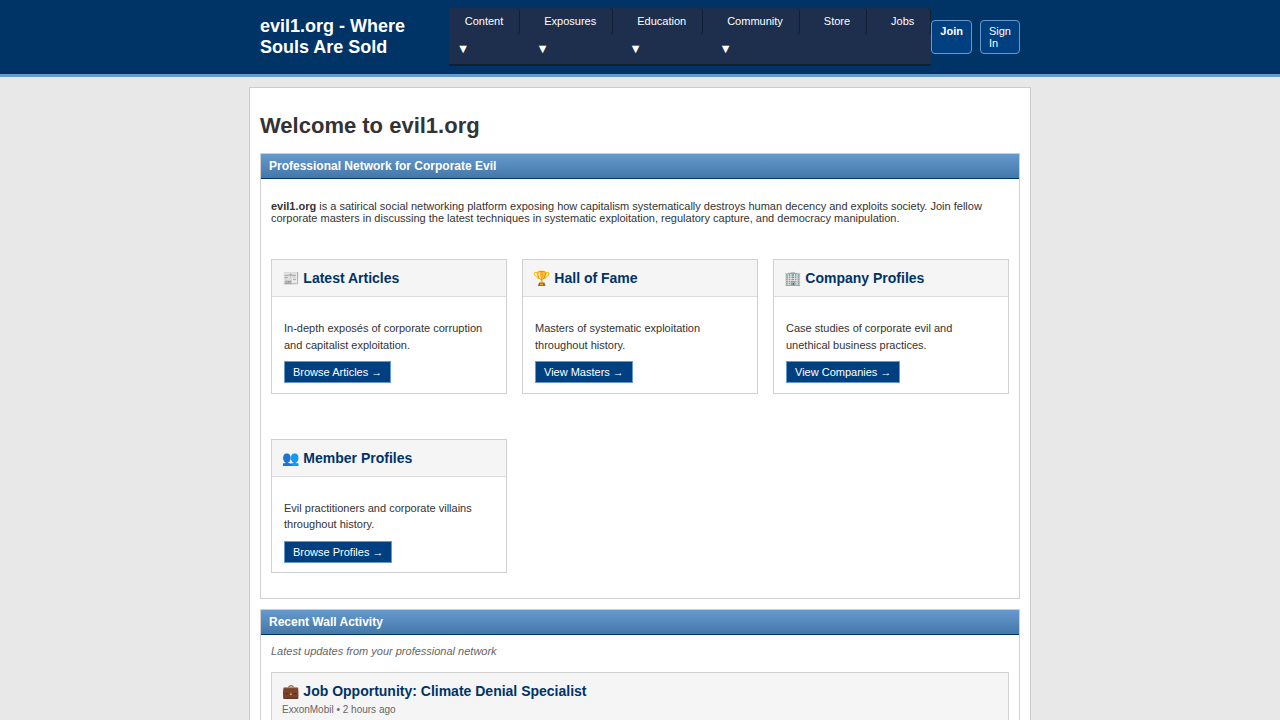 evil1.org - Where
Souls Are Sold
Content Exposures Education Community Store Jobs
▼ ▼ ▼ ▼
Join
Sign
In
Welcome to evil1.org
Professional Network for Corporate Evil
evil1.org is a satirical social networking platform exposing how capitalism systematically destroys human decency and exploits society. Join fellow
corporate masters in discussing the latest techniques in systematic exploitation, regulatory capture, and democracy manipulation.
📰 Latest Articles
In-depth exposés of corporate corruption
and capitalist exploitation.
Browse Articles →
🏆 Hall of Fame
Masters of systematic exploitation
throughout history.
View Masters →
🏢 Company Profiles
Case studies of corporate evil and
unethical business practices.
View Companies →
👥 Member Profiles
Evil practitioners and corporate villains
throughout history.
Browse Profiles →
Recent Wall Activity
Latest updates from your professional network
💼 Job Opportunity: Climate Denial Specialist
ExxonMobil • 2 hours ago